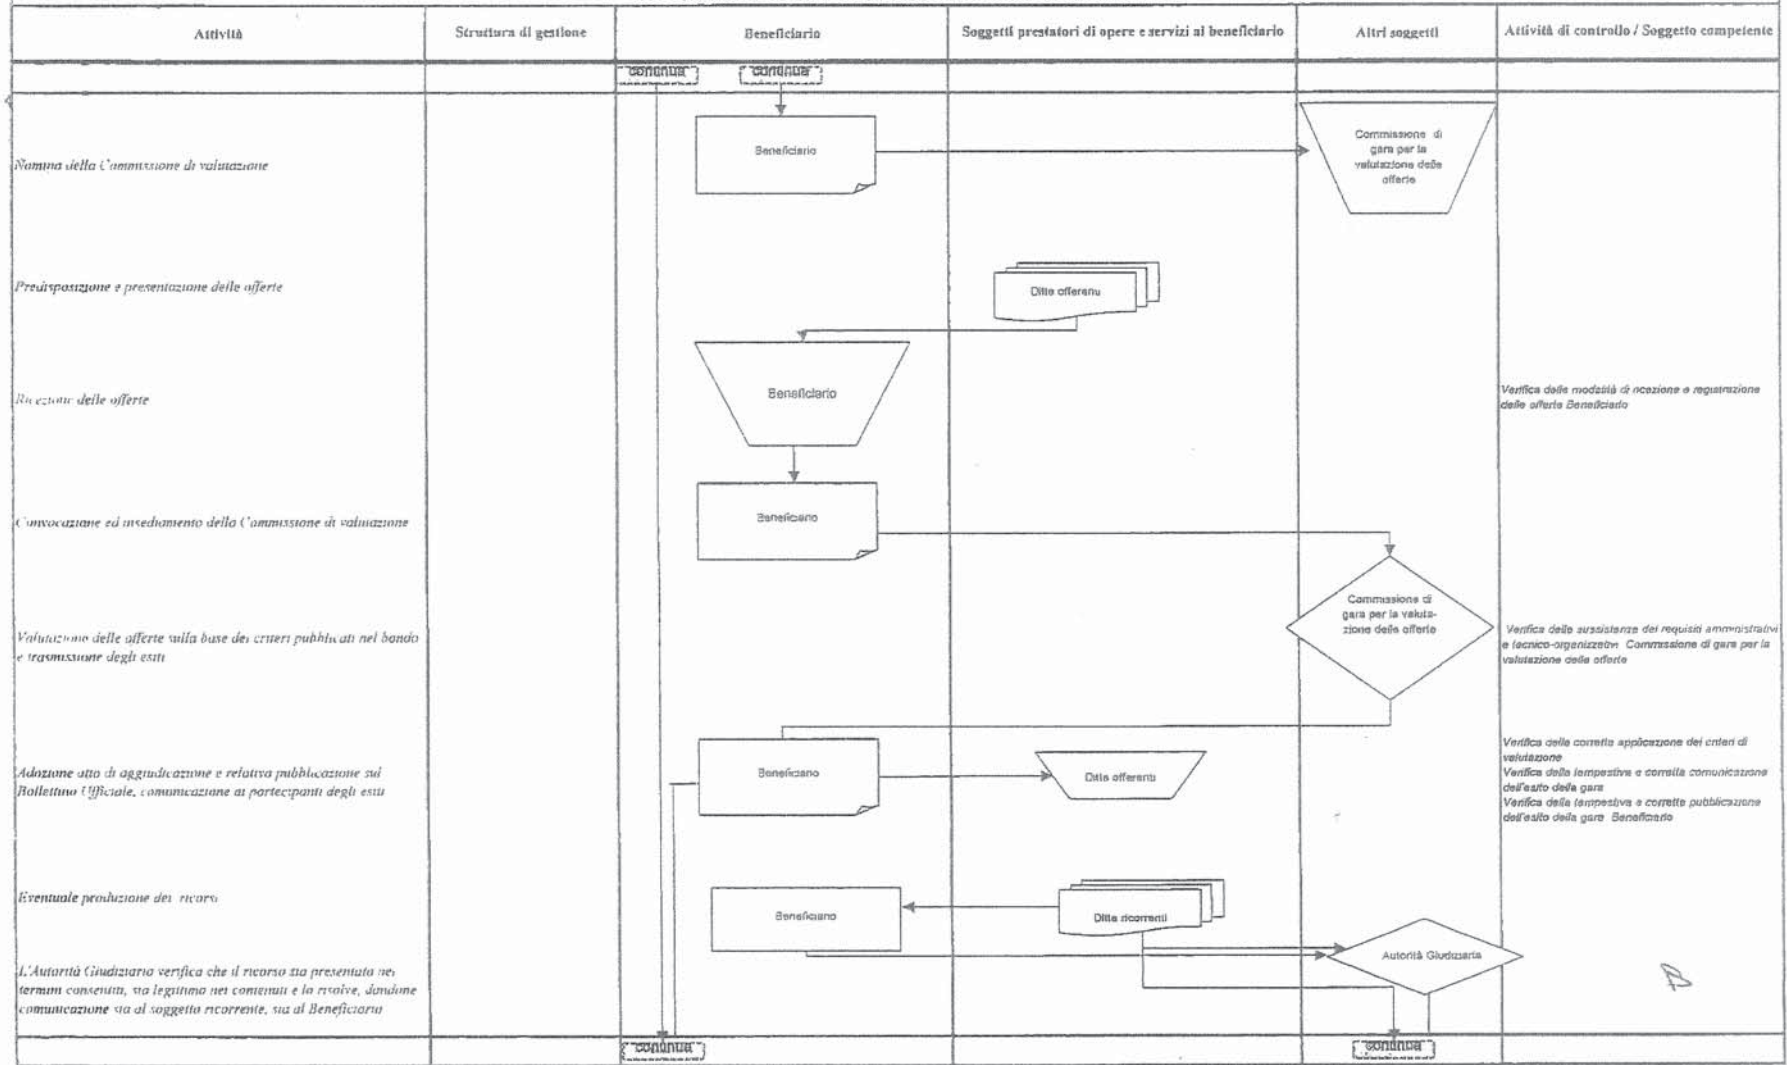 Attività
Struttura di gestione
Beneficiario
Soggetti prestatori di opere e servizi al beneficiario
Altri soggetti
Attività di controllo / Soggetto competente
continua
continua
Nomina della Commissione di valutazione
Beneficiario
Commissione di
gara per la
valutazione delle
offerte
Predisposizione e presentazione delle offerte
Ditte offerenti
Ricezione delle offerte
Beneficiario
Verifica delle modalità di ricezione e registrazione
delle offerte Beneficiario
Convocazione ed insediamento della Commissione di valutazione
Beneficiario
Valutazione delle offerte sulla base dei criteri pubblicati nel bando
e trasmissione degli esiti
Commissione di
gara per la valuta-
zione delle offerte
Verifica della sussistenza dei requisiti amministrativi
e tecnico-organizzativi Commissione di gara per la
valutazione delle offerte
Adozione atto di aggiudicazione e relativa pubblicazione sul
Bollettino Ufficiale, comunicazione ai partecipanti degli esiti
Beneficiario
Ditte offerenti
Verifica della corretta applicazione dei criteri di
valutazione
Verifica della tempestiva e corretta comunicazione
dell'esito della gara
Verifica della tempestiva e corretta pubblicazione
dell'esito della gara Beneficiario
Eventuale produzione dei ricorsi
Beneficiario
Ditte ricorrenti
L'Autorità Giudiziaria verifica che il ricorso sia presentato nei
termini consentiti, sia legittimo nei contenuti e lo risolve, dandone
comunicazione sia al soggetto ricorrente, sia al Beneficiario
Autorità Giudiziaria
continua
continua